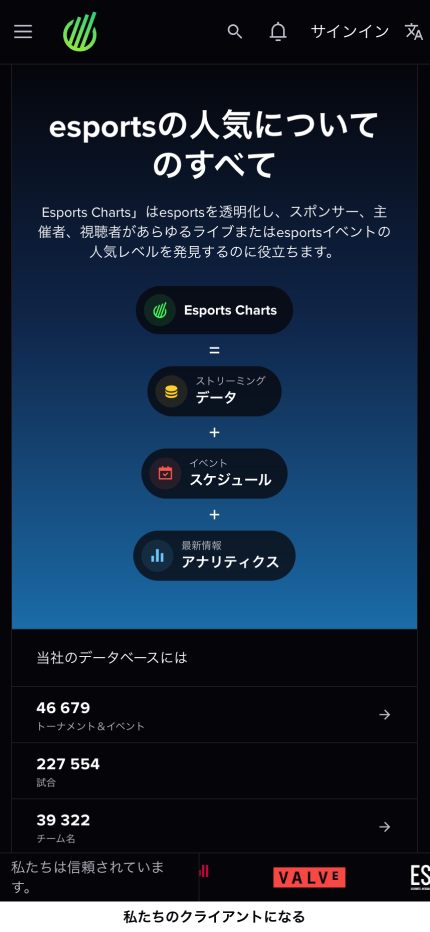 サインイン
esportsの人気について
のすべて
Esports Charts」はesportsを透明化し、スポンサー、主
催者、視聴者があらゆるライブまたはesportsイベントの
人気レベルを発見するのに役立ちます。
Esports Charts
=
ストリーミング
データ
+
イベント
スケジュール
+
最新情報
アナリティクス
当社のデータベースには
46 679
トーナメント＆イベント
227 554
試合
39 322
チーム名
私たちは信頼されていま
す。
VALVE
ES
私たちのクライアントになる